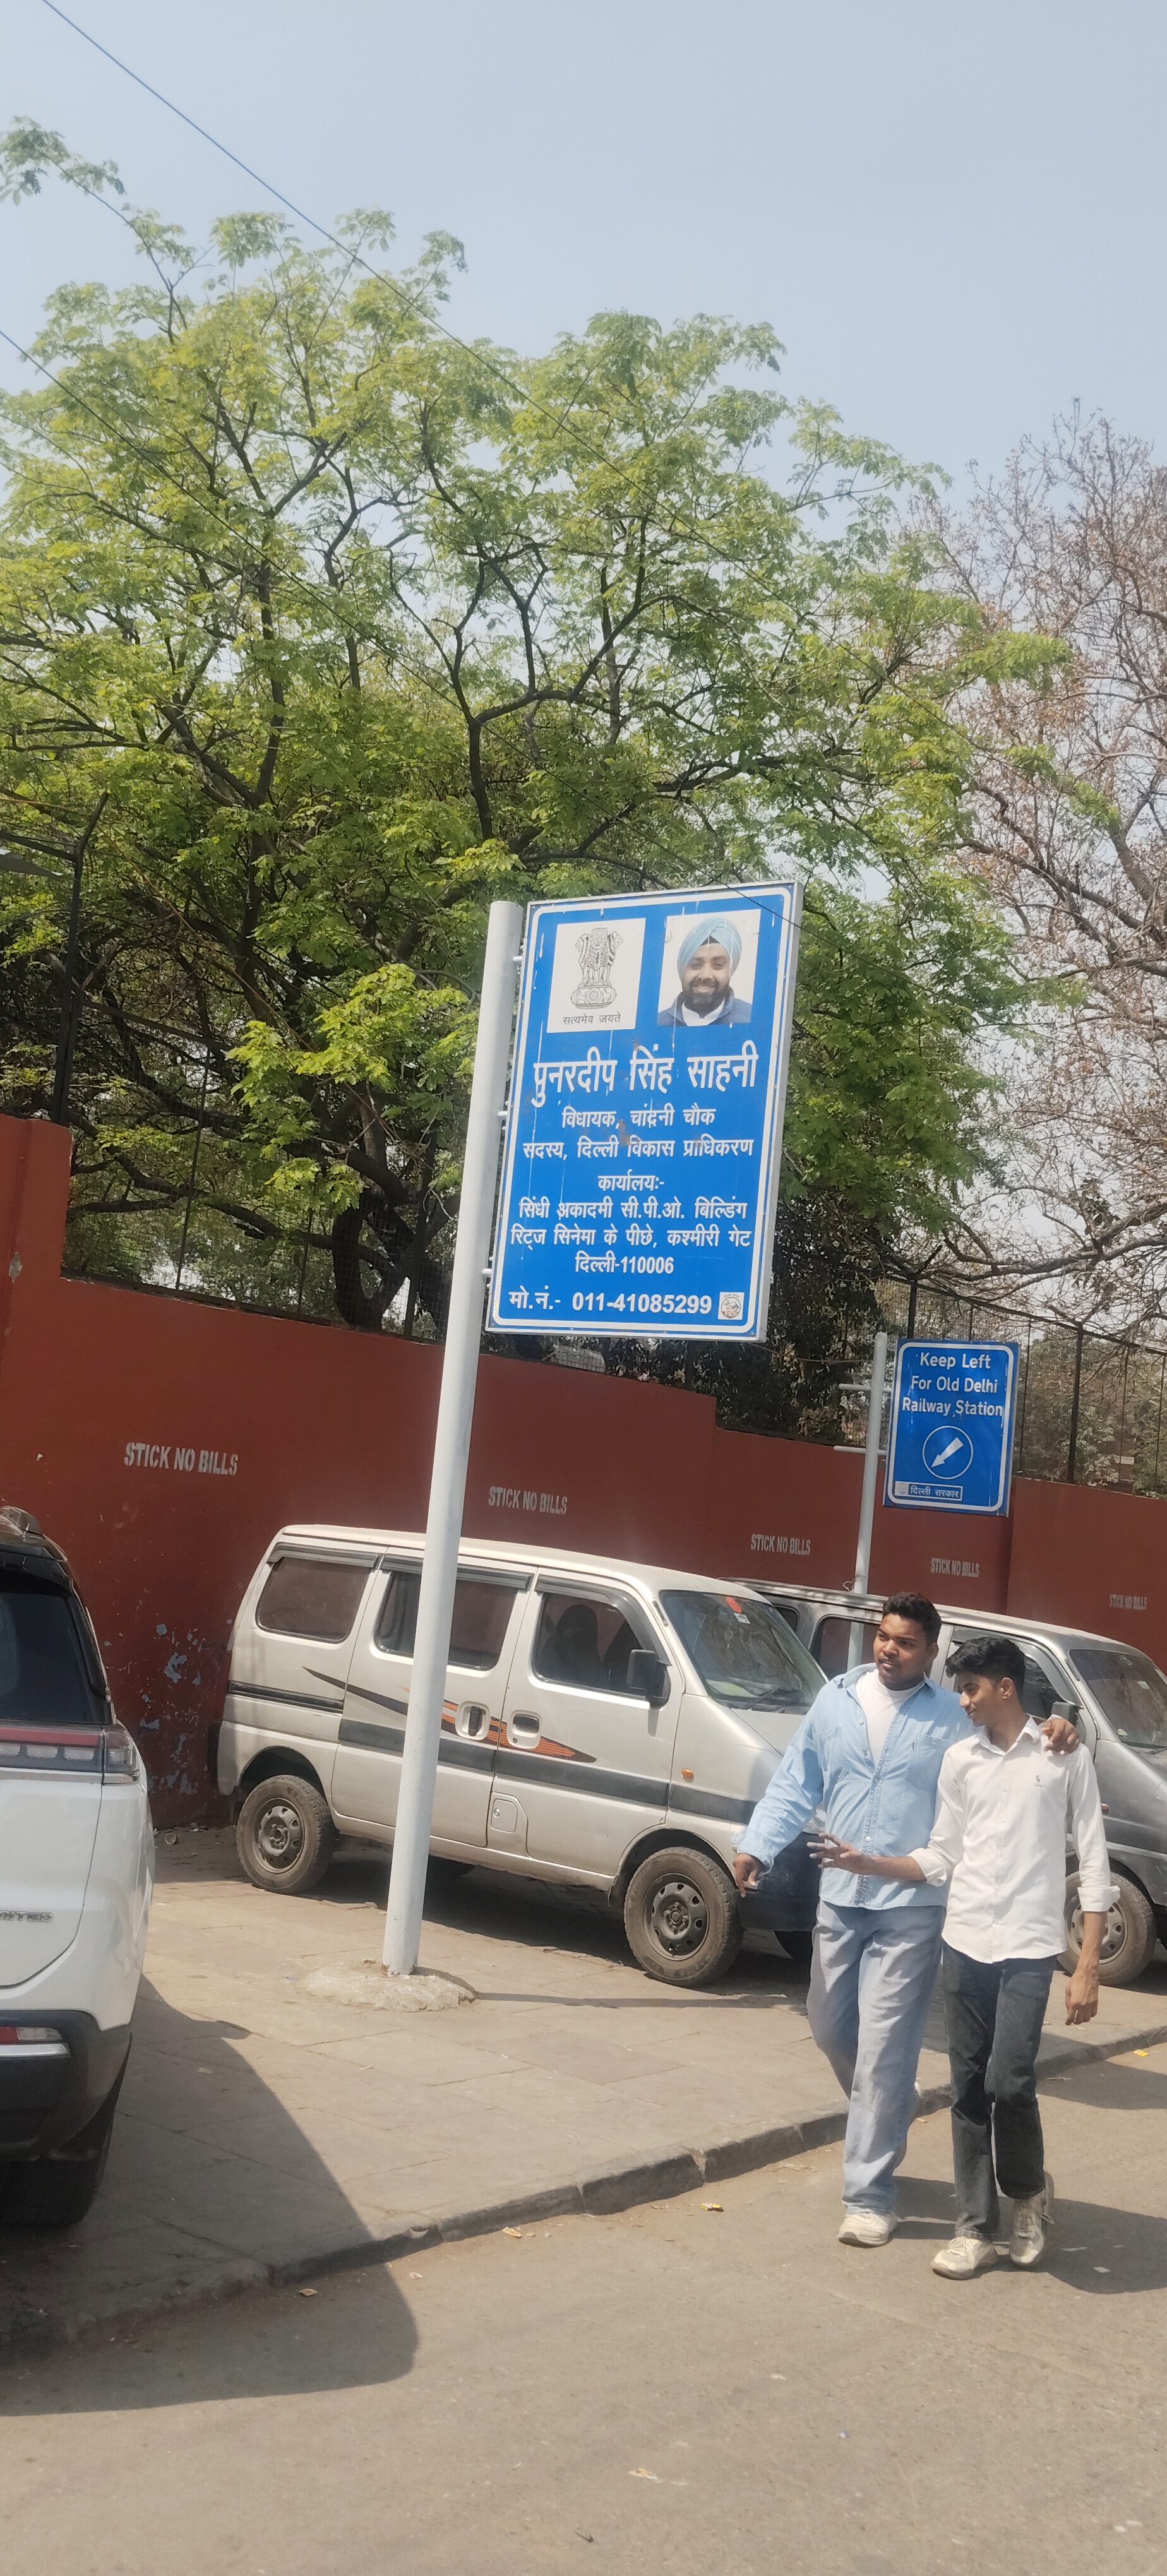 सत्यमेव जयते
पुनरदीप सिंह साहनी
विधायक, चांदनी चौक
सदस्य, दिल्ली विकास प्राधिकरण
कार्यालयः-
सिंधी अकादमी सी.पी.ओ. बिल्डिंग
रिट्ज सिनेमा के पीछे, कश्मीरी गेट
दिल्ली-110006
मो.नं.- 011-41085299
Keep Left
For Old Delhi
Railway Station
दिल्ली सरकार
STICK NO BILLS
STICK NO BILLS
STICK NO BILLS
STICK NO BILLS
STICK NO BILLS